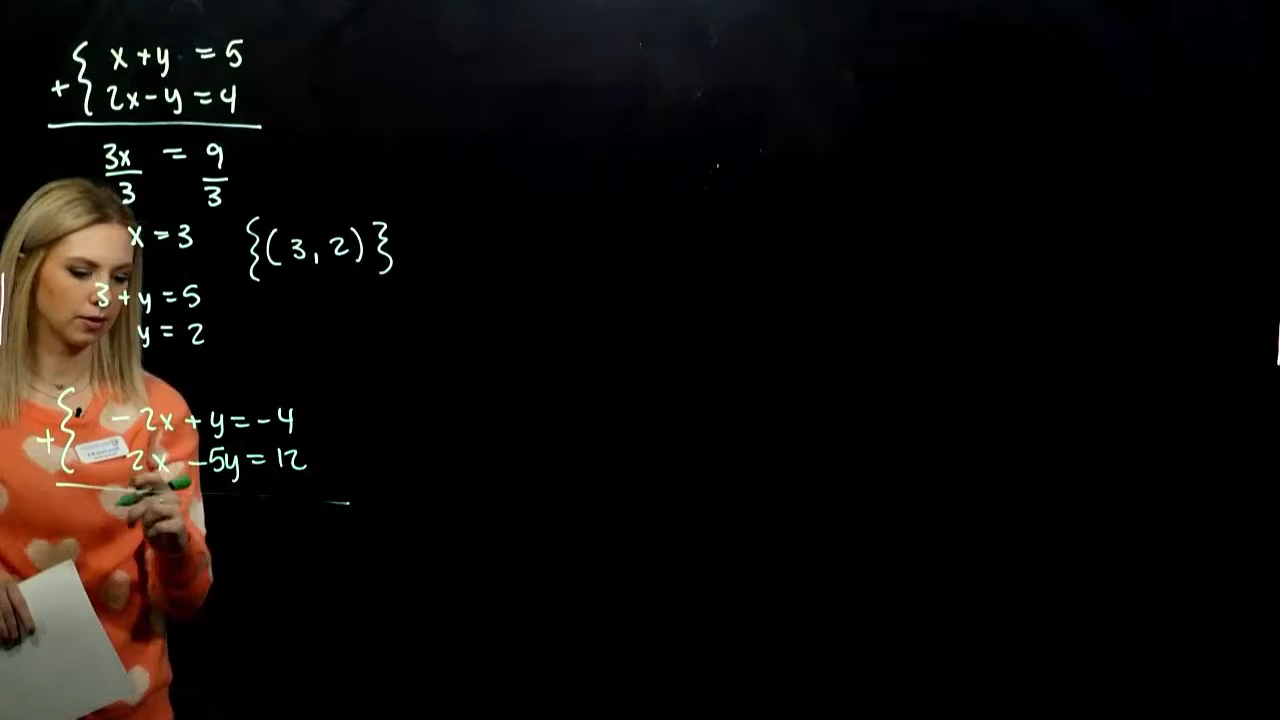 x + y = 5
+ { 2x - y = 4
3x/3 = 9/3
x = 3
{(3, 2)}
3 + y = 5
y = 2
-2x + y = -4
+ { 2x - 5y = 12